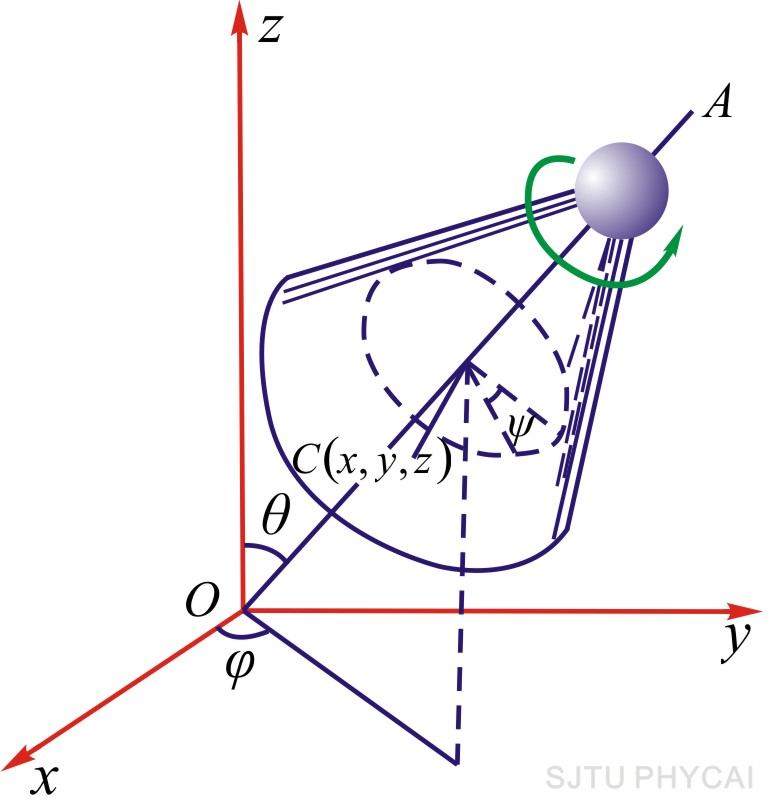 z
A
ψ
C(x, y, z)
θ
O
y
φ
x
SJTU PHYCAI